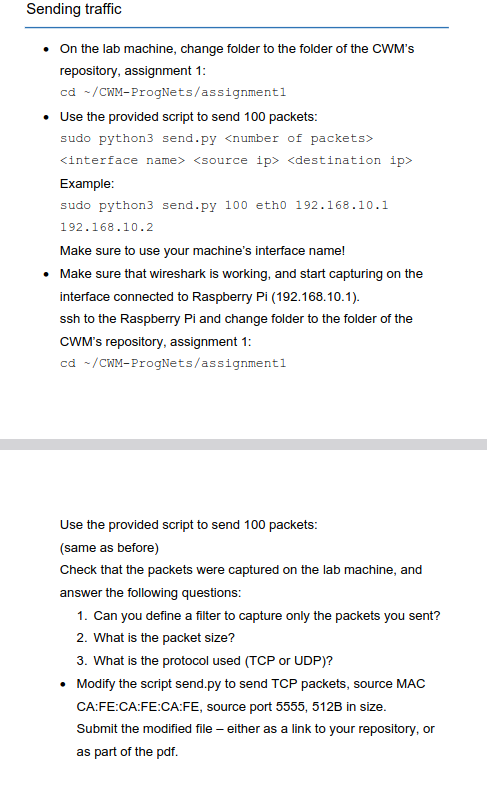 Sending traffic
• On the lab machine, change folder to the folder of the CWM's
repository, assignment 1:
cd ~/CWM-ProgNets/assignment1
• Use the provided script to send 100 packets:
sudo python3 send.py <number of packets>
<interface name> <source ip> <destination ip>
Example:
sudo python3 send.py 100 eth0 192.168.10.1
192.168.10.2
Make sure to use your machine's interface name!
• Make sure that wireshark is working, and start capturing on the
interface connected to Raspberry Pi (192.168.10.1).
ssh to the Raspberry Pi and change folder to the folder of the
CWM's repository, assignment 1:
cd ~/CWM-ProgNets/assignment1
Use the provided script to send 100 packets:
(same as before)
Check that the packets were captured on the lab machine, and
answer the following questions:
1. Can you define a filter to capture only the packets you sent?
2. What is the packet size?
3. What is the protocol used (TCP or UDP)?
• Modify the script send.py to send TCP packets, source MAC
CA:FE:CA:FE:CA:FE, source port 5555, 512B in size.
Submit the modified file – either as a link to your repository, or
as part of the pdf.